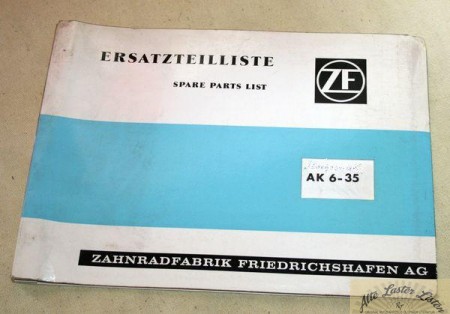 ERSATZTEILLISTE
ZF
SPARE PARTS LIST
AK 6-35
ZAHNRADFABRIK FRIEDRICHSHAFEN AG
Alte Laster Listen